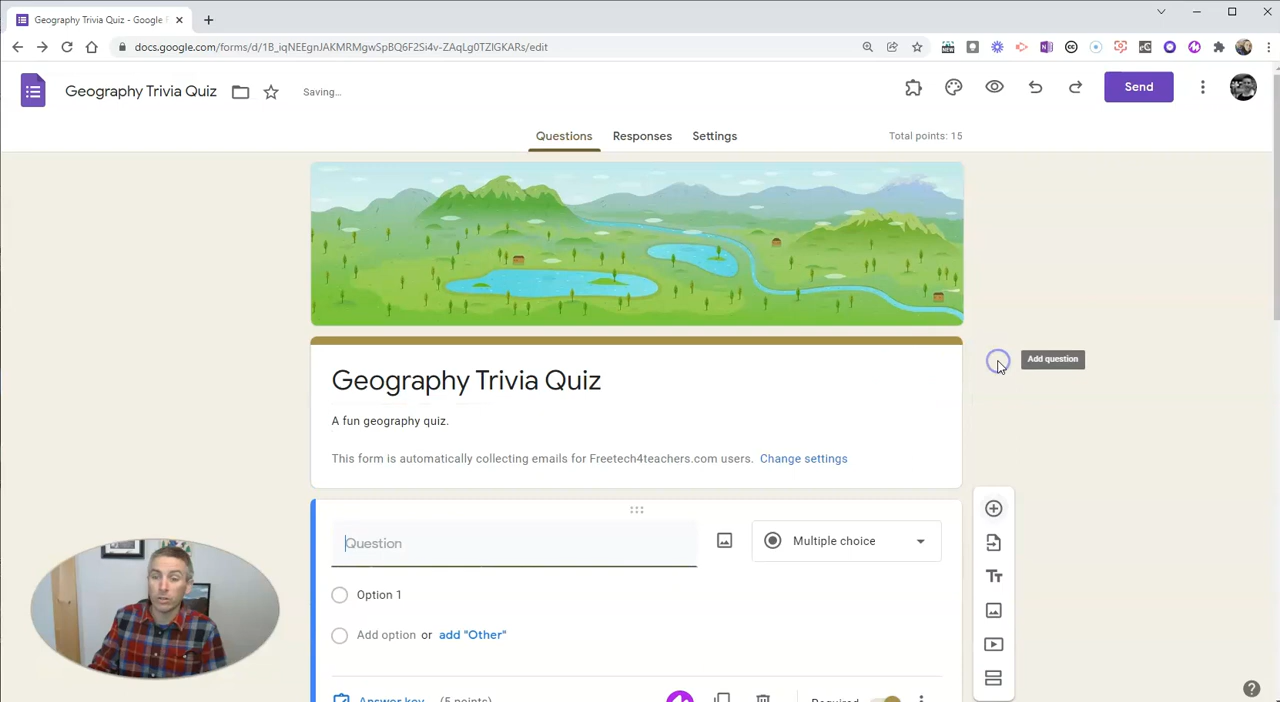 Geography Trivia Quiz - Google F
docs.google.com/forms/d/1B_iqNEEgnJAKMRMgwSpBQ6F2Si4v-ZAqLg0TZlGKARs/edit
Geography Trivia Quiz
Saving...
Send
Questions
Responses
Settings
Total points: 15
Add question
Geography Trivia Quiz
A fun geography quiz.
This form is automatically collecting emails for Freetech4teachers.com users. Change settings
Question
Multiple choice
Option 1
Add option or add "Other"
Answer key (5 points)
Required